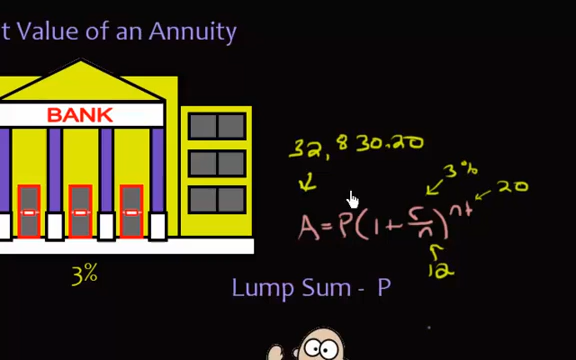 t Value of an Annuity
BANK
32,830.20
3%
20
A = P(1 + r/n)^nt
12
3%
Lump Sum - P